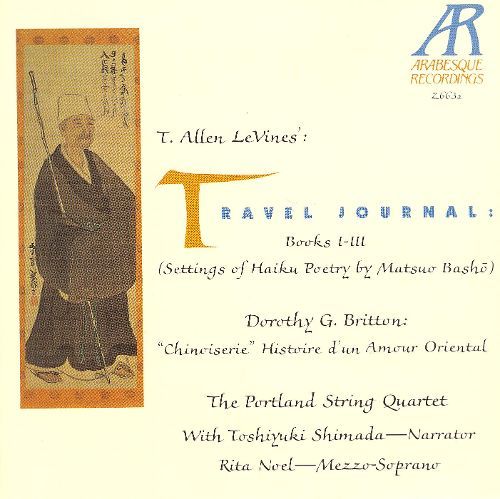 AR
ARABESQUE
RECORDINGS
Z6632
T. Allen LeVines':
TRAVEL JOURNAL:
Books I-III
(Settings of Haiku Poetry by Matsuo Bashō)
Dorothy G. Britton:
“Chinoiserie” Histoire d'un Amour Oriental
The Portland String Quartet
With Toshiyuki Shimada—Narrator
Rita Noel—Mezzo-Soprano